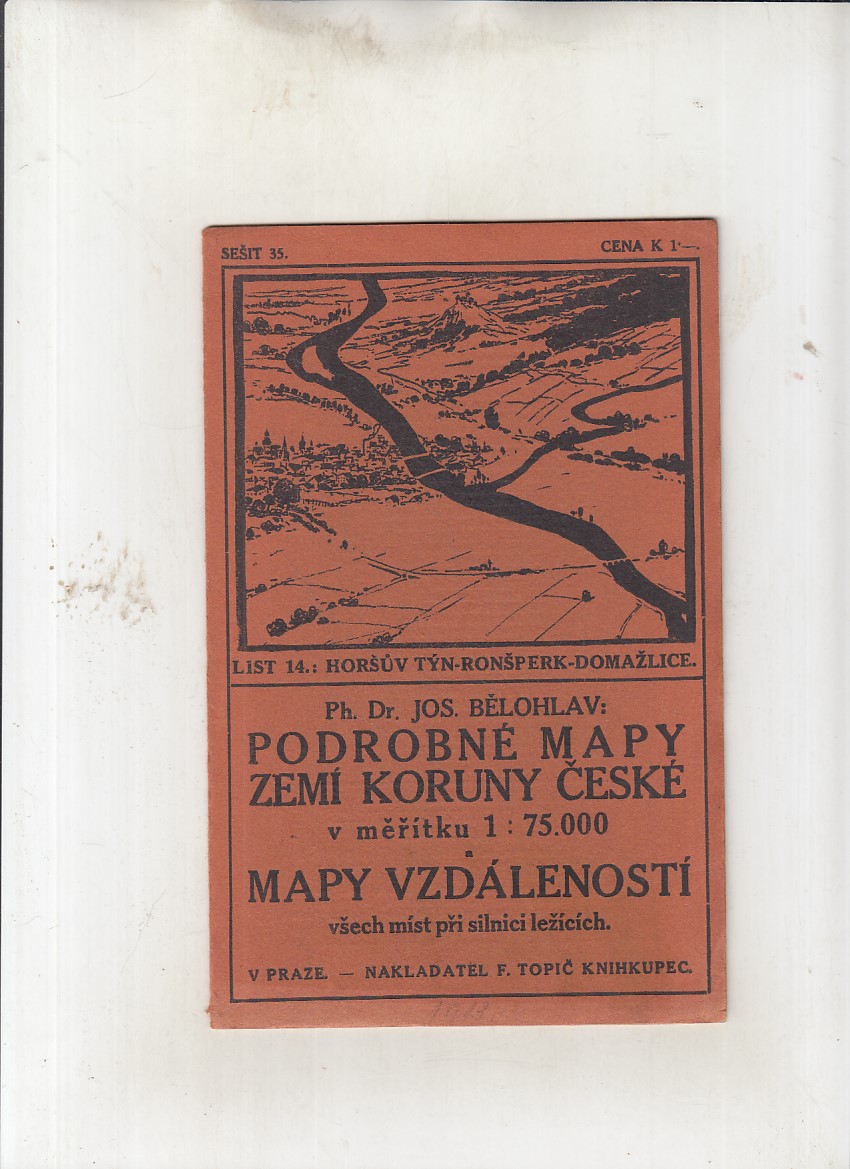 SEŠIT 35.
CENA K 1·—.
LIST 14.: HORŠŮV TÝN-RONŠPERK-DOMAŽLICE.
Ph. Dr. JOS. BĚLOHLAV:
PODROBNÉ MAPY
ZEMÍ KORUNY ČESKÉ
v měřítku 1 : 75.000
a
MAPY VZDÁLENOSTÍ
všech míst při silnici ležících.
V PRAZE. — NAKLADATEL F. TOPIČ KNIHKUPEC.